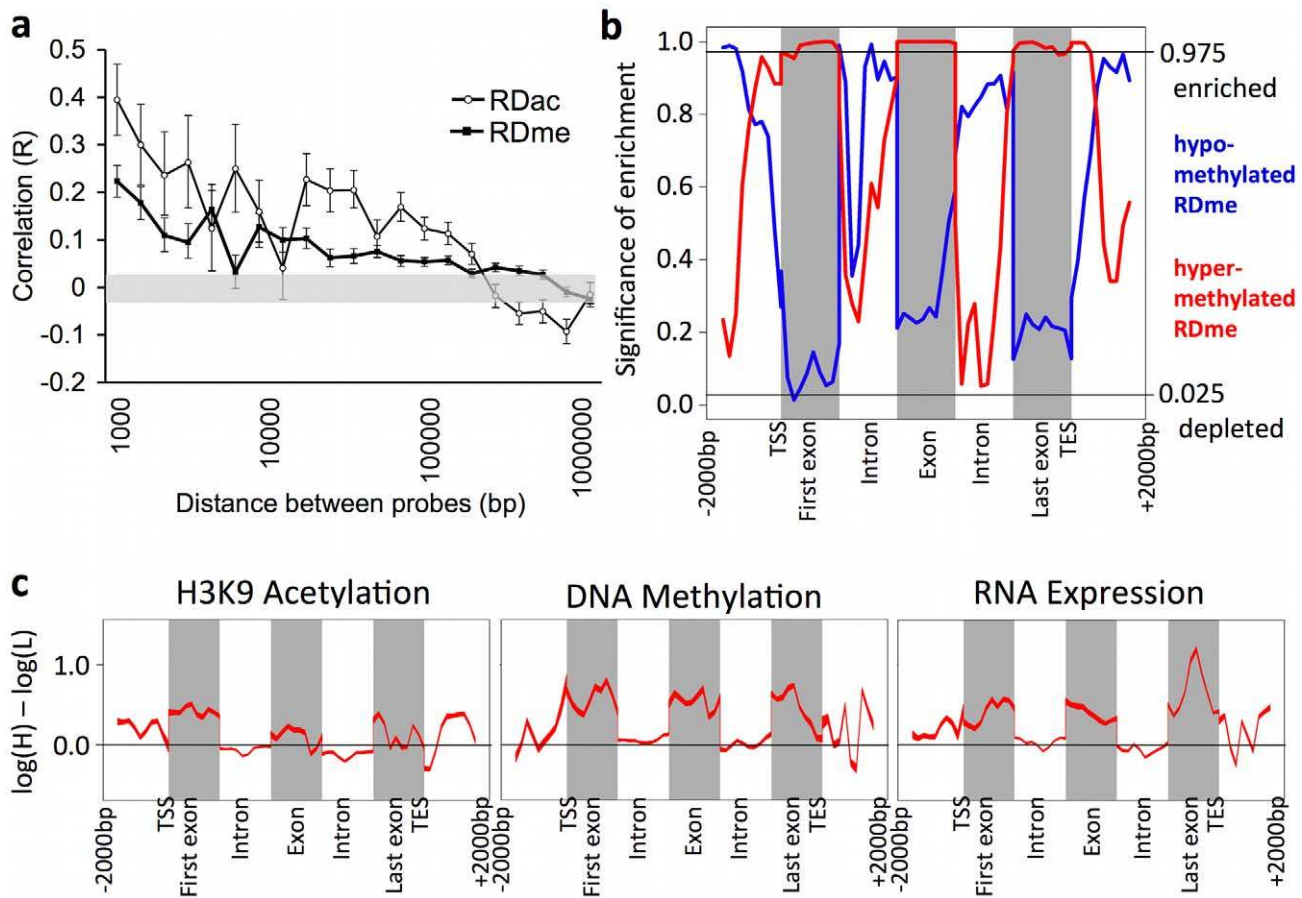 a
0.5
0.4
0.3
0.2
0.1
0
-0.1
-0.2
Correlation (R)
RDac
RDme
1000
10000
100000
1000000
Distance between probes (bp)
b
1.0
0.8
0.6
0.4
0.2
0.0
Significance of enrichment
0.975
enriched
hypo-
methylated
RDme
hyper-
methylated
RDme
0.025
depleted
-2000bp
TSS
First exon
Intron
Exon
Intron
Last exon
TES
+2000bp
c
H3K9 Acetylation
DNA Methylation
RNA Expression
log(H) – log(L)
1.0
0.0
-2000bp
TSS
First exon
Intron
Exon
Intron
Last exon
TES
+2000bp
-2000bp
TSS
First exon
Intron
Exon
Intron
Last exon
TES
+2000bp
-2000bp
TSS
First exon
Intron
Exon
Intron
Last exon
TES
+2000bp